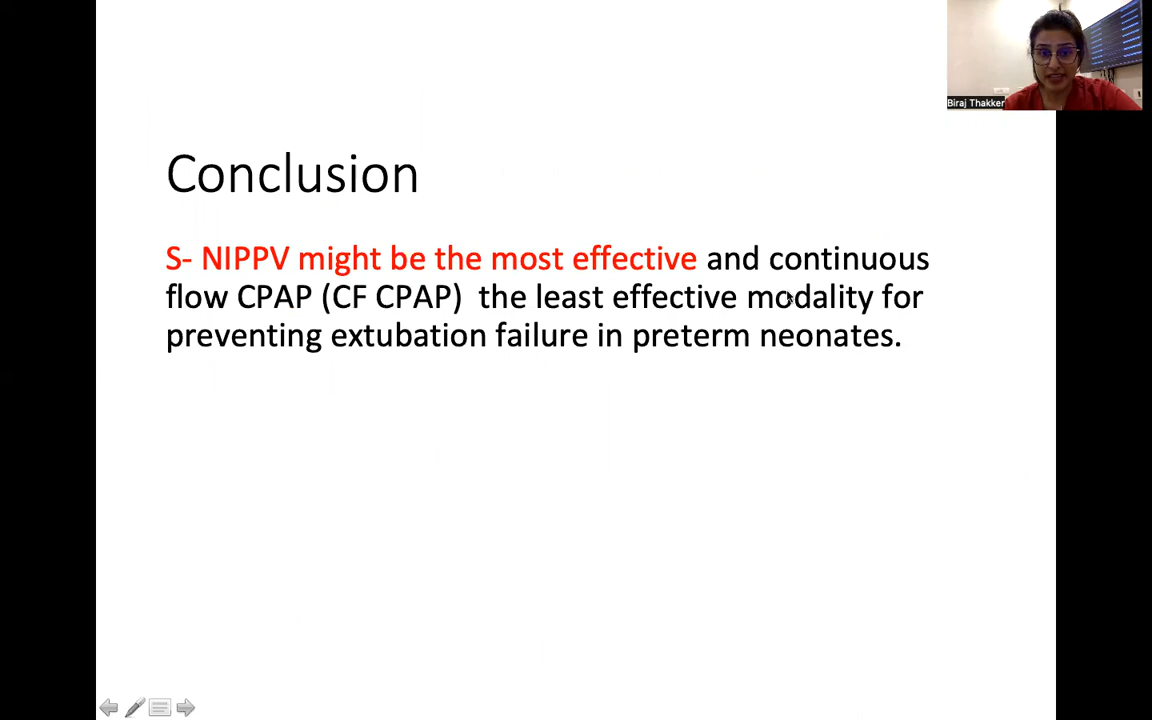 Biraj Thakker
Conclusion
S- NIPPV might be the most effective and continuous
flow CPAP (CF CPAP)  the least effective modality for
preventing extubation failure in preterm neonates.